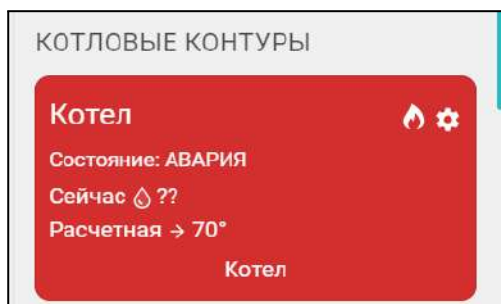 КОТЛОВЫЕ КОНТУРЫ
Котел
Состояние: АВАРИЯ
Сейчас ??
Расчетная → 70°
Котел